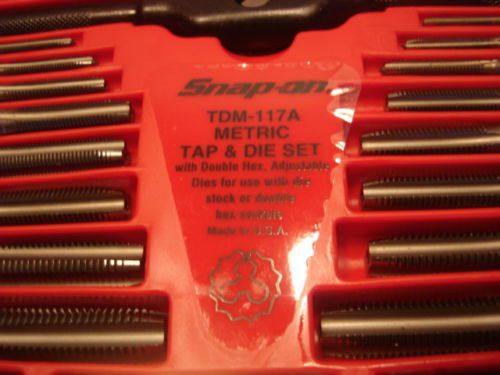 Snap-on
TDM-117A
METRIC
TAP & DIE SET
with Double Hex, Adjustable
Dies for use with die
stock or double
hex sockets
Made in U.S.A.